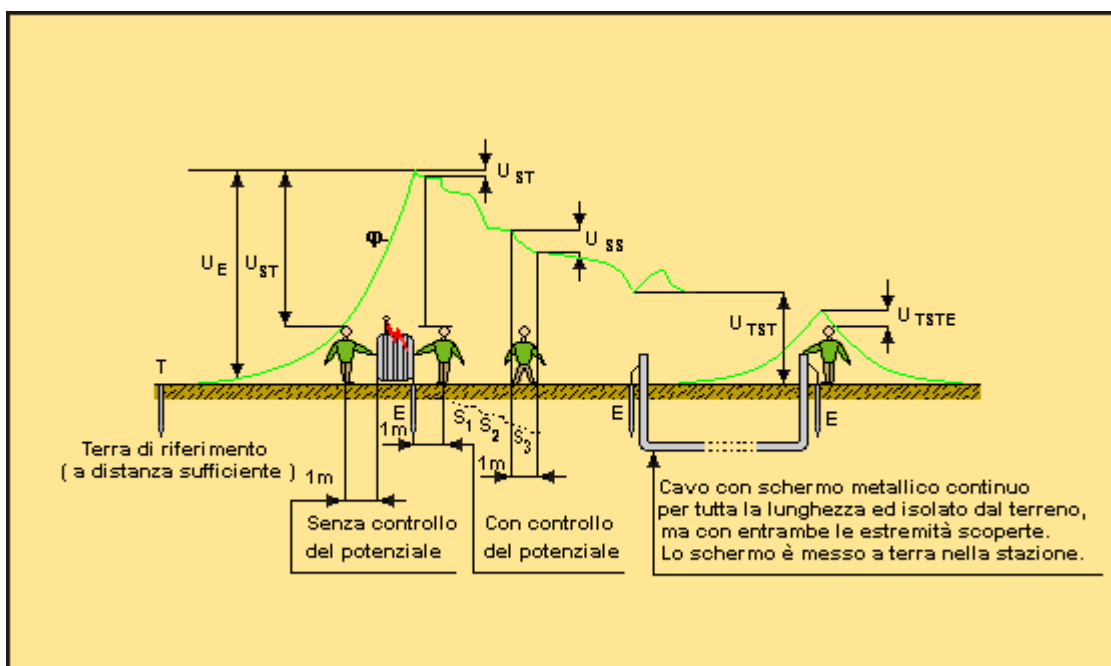 U ST
φ
U SS
U E
U ST
U TST
U TSTE
T
E
S1
S2
S3
E
E
1m
1m
1m
Terra di riferimento
( a distanza sufficiente )
Senza controllo
del potenziale
Con controllo
del potenziale
Cavo con schermo metallico continuo
per tutta la lunghezza ed isolato dal terreno,
ma con entrambe le estremità scoperte.
Lo schermo è messo a terra nella stazione.